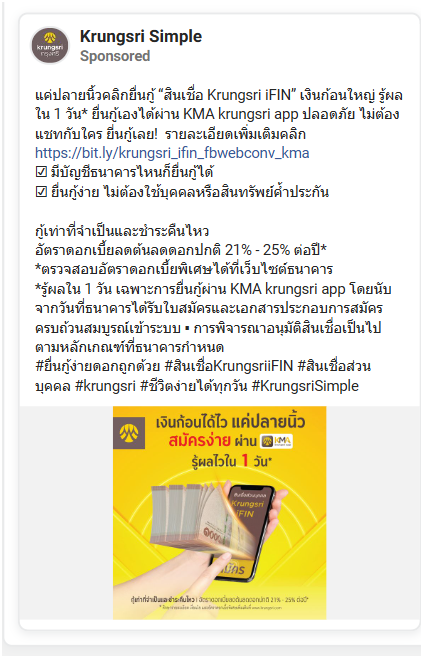 Krungsri Simple
Sponsored
krungsri
กรุงศรี
แค่ปลายนิ้วคลิกยื่นกู้ “สินเชื่อ Krungsri iFIN” เงินก้อนใหญ่ รู้ผล
ใน 1 วัน* ยื่นกู้เองได้ผ่าน KMA krungsri app ปลอดภัย ไม่ต้อง
แชทกับใคร ยื่นกู้เลย! รายละเอียดเพิ่มเติมคลิก
https://bit.ly/krungsri_ifin_fbwebconv_kma
☑ มีบัญชีธนาคารไหนก็ยื่นกู้ได้
☑ ยื่นกู้ง่าย ไม่ต้องใช้บุคคลหรือสินทรัพย์ค้ำประกัน
กู้เท่าที่จำเป็นและชำระคืนไหว
อัตราดอกเบี้ยลดต้นลดดอกปกติ 21% - 25% ต่อปี*
*ตรวจสอบอัตราดอกเบี้ยพิเศษได้ที่เว็บไซต์ธนาคาร
*รู้ผลใน 1 วัน เฉพาะการยื่นกู้ผ่าน KMA krungsri app โดยนับ
จากวันที่ธนาคารได้รับใบสมัครและเอกสารประกอบการสมัคร
ครบถ้วนสมบูรณ์เข้าระบบ ▪ การพิจารณาอนุมัติสินเชื่อเป็นไป
ตามหลักเกณฑ์ที่ธนาคารกำหนด
#ยื่นกู้ง่ายดอกถูกด้วย #สินเชื่อKrungsriiFIN #สินเชื่อส่วน
บุคคล #krungsri #ชีวิตง่ายได้ทุกวัน #KrungsriSimple
เงินก้อนได้ไว แค่ปลายนิ้ว
สมัครง่าย ผ่าน KMA
รู้ผลไวใน 1 วัน*
สินเชื่อส่วนบุคคล
Krungsri
iFIN
สมัคร
กู้เท่าที่จำเป็นและชำระคืนไหว | อัตราดอกเบี้ยลดต้นลดดอกปกติ 21% - 25% ต่อปี*